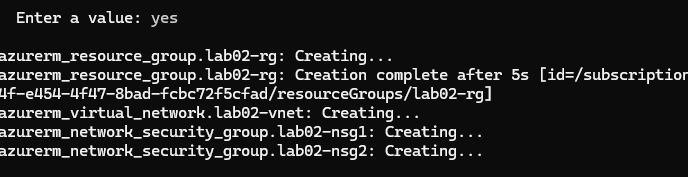 Enter a value: yes
azurerm_resource_group.lab02-rg: Creating...
azurerm_resource_group.lab02-rg: Creation complete after 5s [id=/subscription
4f-e454-4f47-8bad-fcbc72f5cfad/resourceGroups/lab02-rg]
azurerm_virtual_network.lab02-vnet: Creating...
azurerm_network_security_group.lab02-nsg1: Creating...
azurerm_network_security_group.lab02-nsg2: Creating...